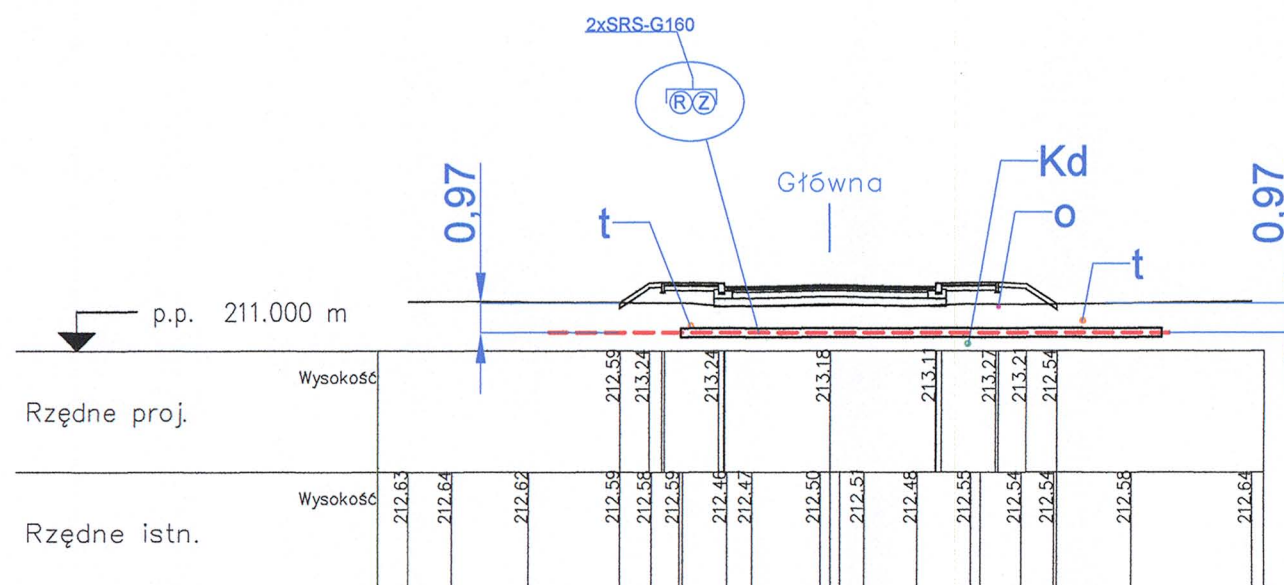 2xSRS-G160
R Z
Kd
Główna
0,97
0.97
t
o
t
p.p. 211.000 m
Wysokość
212.59 213.24 213.24 213.18 213.11 213.27 213.21 212.54
Rzędne proj.
Wysokość
212.63 212.64 212.62 212.59 212.58 212.59 212.46 212.47 212.50 212.51 212.48 212.55 212.54 212.54 212.58 212.64
Rzędne istn.